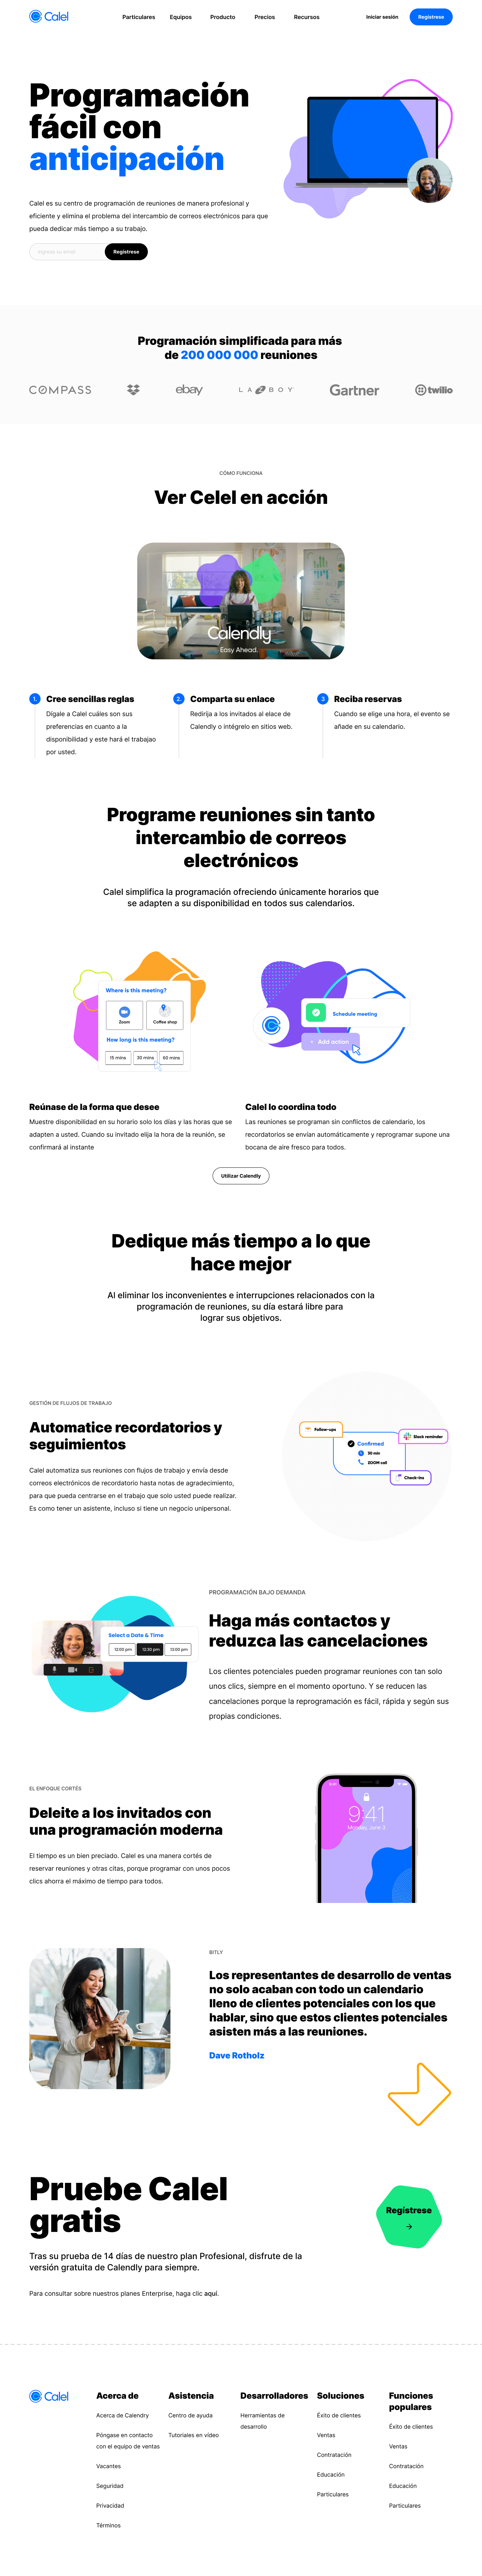 Calel
Particulares Equipos Producto Precios Recursos Iniciar sesión Regístrese
Programación
fácil con
anticipación
Calel es su centro de programación de reuniones de manera profesional y
eficiente y elimina el problema del intercambio de correos electrónicos para que
pueda dedicar más tiempo a su trabajo.
Ingrese su email Regístrese
Programación simplificada para más
de 200 000 000 reuniones
COMPASS ebay LA BOY Gartner twilio
CÓMO FUNCIONA
Ver Celel en acción
Calendly
Easy Ahead.
1. Cree sencillas reglas
Dígale a Calel cuáles son sus
preferencias en cuanto a la
disponibilidad y este hará el trabajao
por usted.
2. Comparta su enlace
Redirija a los invitados al elace de
Calendly o intégrelo en sitios web.
3 Reciba reservas
Cuando se elige una hora, el evento se
añade en su calendario.
Programe reuniones sin tanto
intercambio de correos
electrónicos
Calel simplifica la programación ofreciendo únicamente horarios que
se adapten a su disponibilidad en todos sus calendarios.
Where is this meeting?
Zoom Coffee shop
How long is this meeting?
15 mins 30 mins 60 mins
Schedule meeting
+ Add action
Reúnase de la forma que desee
Muestre disponibilidad en su horario solo los días y las horas que se
adapten a usted. Cuando su invitado elija la hora de la reunión, se
confirmará al instante
Calel lo coordina todo
Las reuniones se programan sin conflictos de calendario, los
recordatorios se envían automáticamente y reprogramar supone una
bocana de aire fresco para todos.
Utilizar Calendly
Dedique más tiempo a lo que
hace mejor
Al eliminar los inconvenientes e interrupciones relacionados con la
programación de reuniones, su día estará libre para
lograr sus objetivos.
GESTIÓN DE FLUJOS DE TRABAJO
Automatice recordatorios y
seguimientos
Calel automatiza sus reuniones con flujos de trabajo y envía desde
correos electrónicos de recordatorio hasta notas de agradecimiento,
para que pueda centrarse en el trabajo que solo usted puede realizar.
Es como tener un asistente, incluso si tiene un negocio unipersonal.
Follow-ups
Slack reminder
Confirmed
30 min
ZOOM call
Check-ins
Select a Date & Time
12:00 pm 12:30 pm 13:00 pm
PROGRAMACIÓN BAJO DEMANDA
Haga más contactos y
reduzca las cancelaciones
Los clientes potenciales pueden programar reuniones con tan solo
unos clics, siempre en el momento oportuno. Y se reducen las
cancelaciones porque la reprogramación es fácil, rápida y según sus
propias condiciones.
EL ENFOQUE CORTÉS
Deleite a los invitados con
una programación moderna
El tiempo es un bien preciado. Calel es una manera cortés de
reservar reuniones y otras citas, porque programar con unos pocos
clics ahorra el máximo de tiempo para todos.
9:41
Monday, June 3
BITLY
Los representantes de desarrollo de ventas
no solo acaban con todo un calendario
lleno de clientes potenciales con los que
hablar, sino que estos clientes potenciales
asisten más a las reuniones.
Dave Rotholz
Pruebe Calel
gratis
Regístrese
Tras su prueba de 14 días de nuestro plan Profesional, disfrute de la
versión gratuita de Calendly para siempre.
Para consultar sobre nuestros planes Enterprise, haga clic aquí.
Calel
Acerca de
Acerca de Calendry
Póngase en contacto
con el equipo de ventas
Vacantes
Seguridad
Privacidad
Términos
Asistencia
Centro de ayuda
Tutoriales en vídeo
Desarrolladores
Herramientas de
desarrollo
Soluciones
Éxito de clientes
Ventas
Contratación
Educación
Particulares
Funciones
populares
Éxito de clientes
Ventas
Contratación
Educación
Particulares